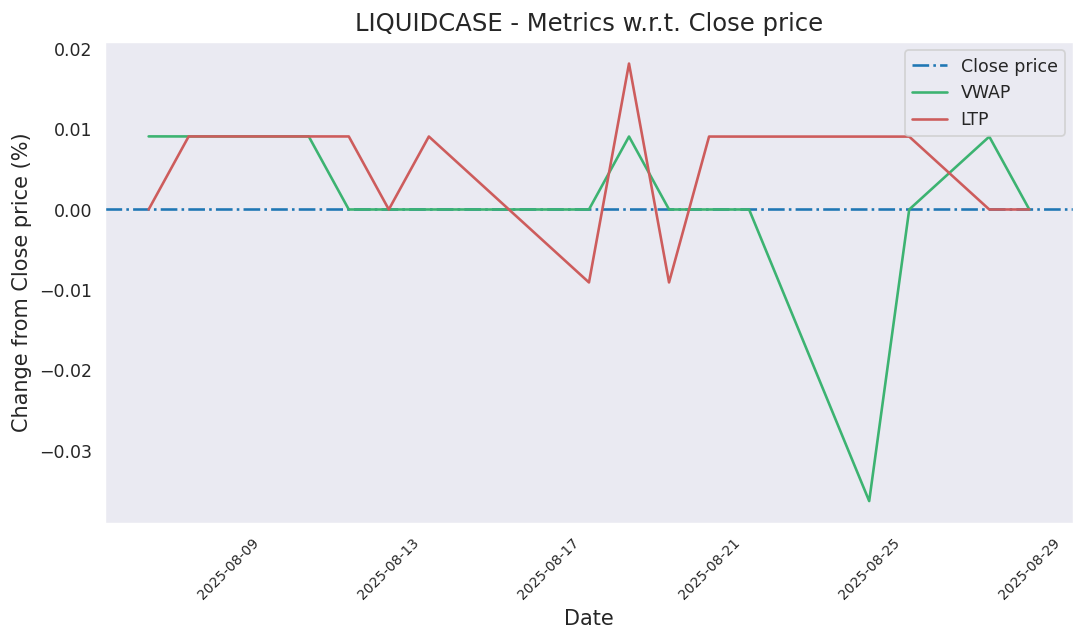 LIQUIDCASE - Metrics w.r.t. Close price
Close price
VWAP
LTP
Change from Close price (%)
0.02
0.01
0.00
−0.01
−0.02
−0.03
2025-08-09
2025-08-13
2025-08-17
2025-08-21
2025-08-25
2025-08-29
Date